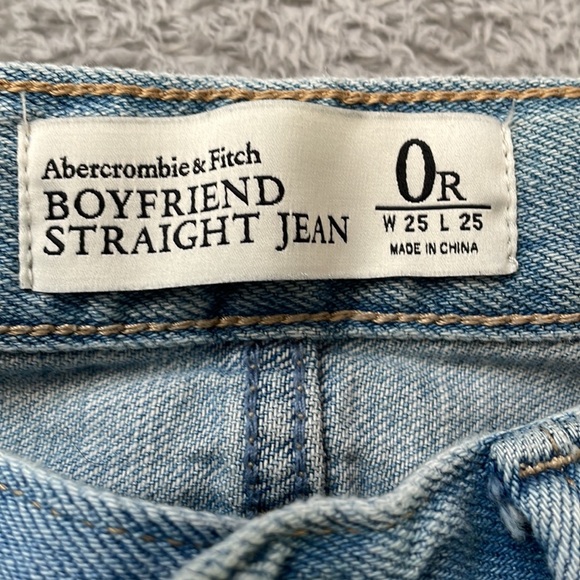 Abercrombie & Fitch
BOYFRIEND
STRAIGHT JEAN
0R
W 25 L 25
MADE IN CHINA